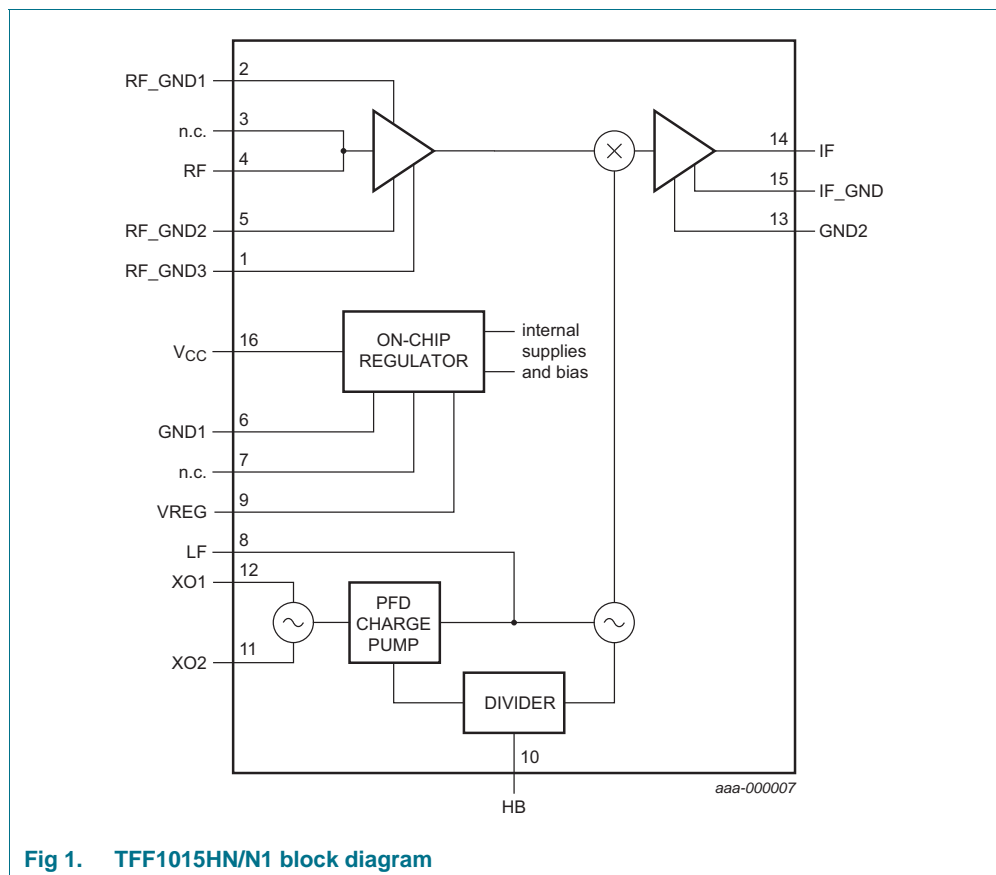 2
RF_GND1
3
n.c.
4
RF
14
IF
15
IF_GND
5
RF_GND2
13
GND2
1
RF_GND3
16
VCC
ON-CHIP
REGULATOR
internal
supplies
and bias
6
GND1
7
n.c.
9
VREG
8
LF
12
XO1
PFD
CHARGE
PUMP
11
XO2
DIVIDER
10
HB
aaa-000007
Fig 1. TFF1015HN/N1 block diagram